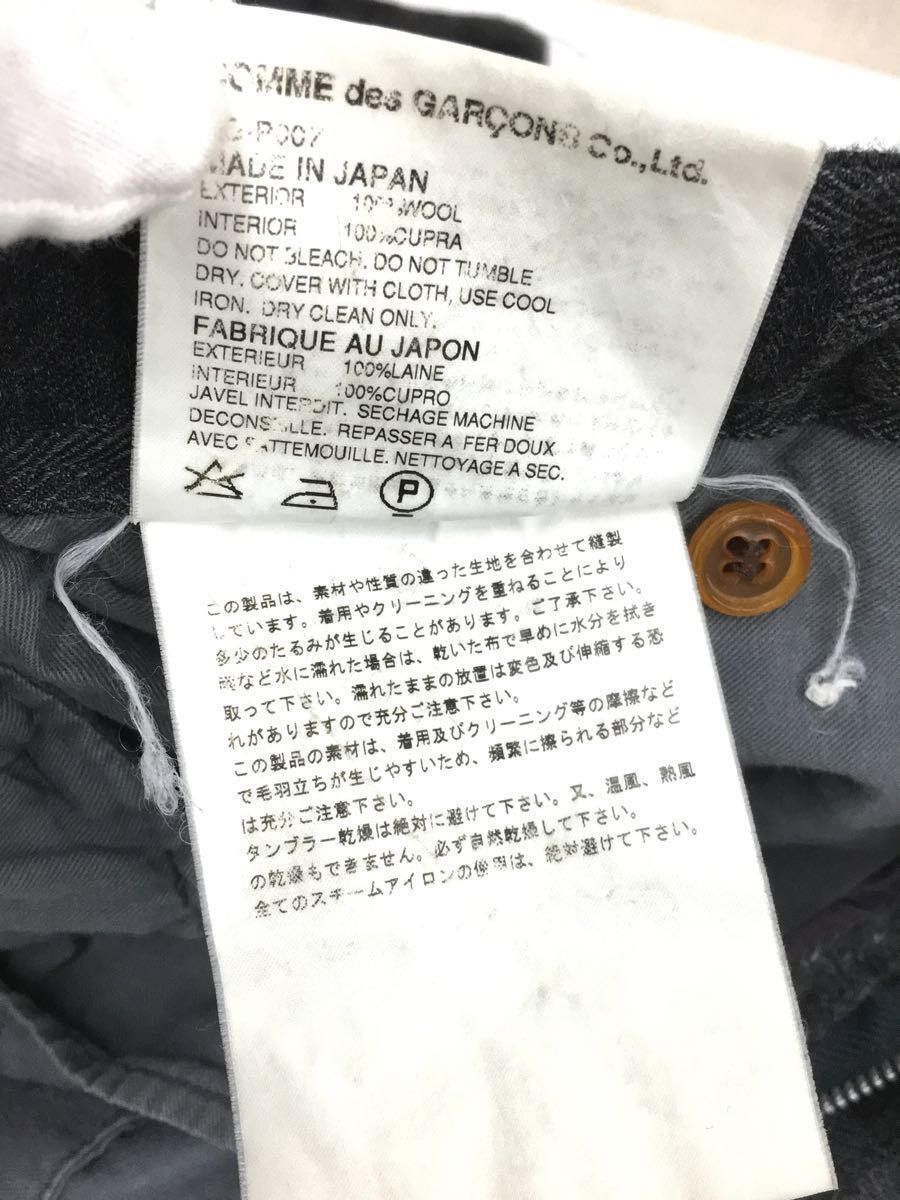 COMME des GARÇONS Co.,Ltd.
-P007
MADE IN JAPAN
EXTERIOR 100%WOOL
INTERIOR 100%CUPRA
DO NOT BLEACH. DO NOT TUMBLE
DRY. COVER WITH CLOTH, USE COOL
IRON. DRY CLEAN ONLY.
FABRIQUE AU JAPON
EXTERIEUR 100%LAINE
INTERIEUR 100%CUPRO
JAVEL INTERDIT. SECHAGE MACHINE
DECONSEILLE. REPASSER A FER DOUX
AVEC PATTEMOUILLE. NETTOYAGE A SEC.
P
この製品は、素材や性質の違った生地を合わせて縫製
しています。着用やクリーニングを重ねることにより
多少のたるみが生じることがあります。ご了承下さい。
雨など水に濡れた場合は、乾いた布で早めに水分を拭き
取って下さい。濡れたままの放置は変色及び伸縮する恐
れがありますので充分ご注意下さい。
この製品の素材は、着用及びクリーニング等の摩擦など
で毛羽立ちが生じやすいため、頻繁に擦られる部分など
は充分ご注意下さい。
タンブラー乾燥は絶対に避けて下さい。又、温風、熱風
の乾燥もできません。必ず自然乾燥して下さい。
全てのスチームアイロンの使用は、絶対避けて下さい。